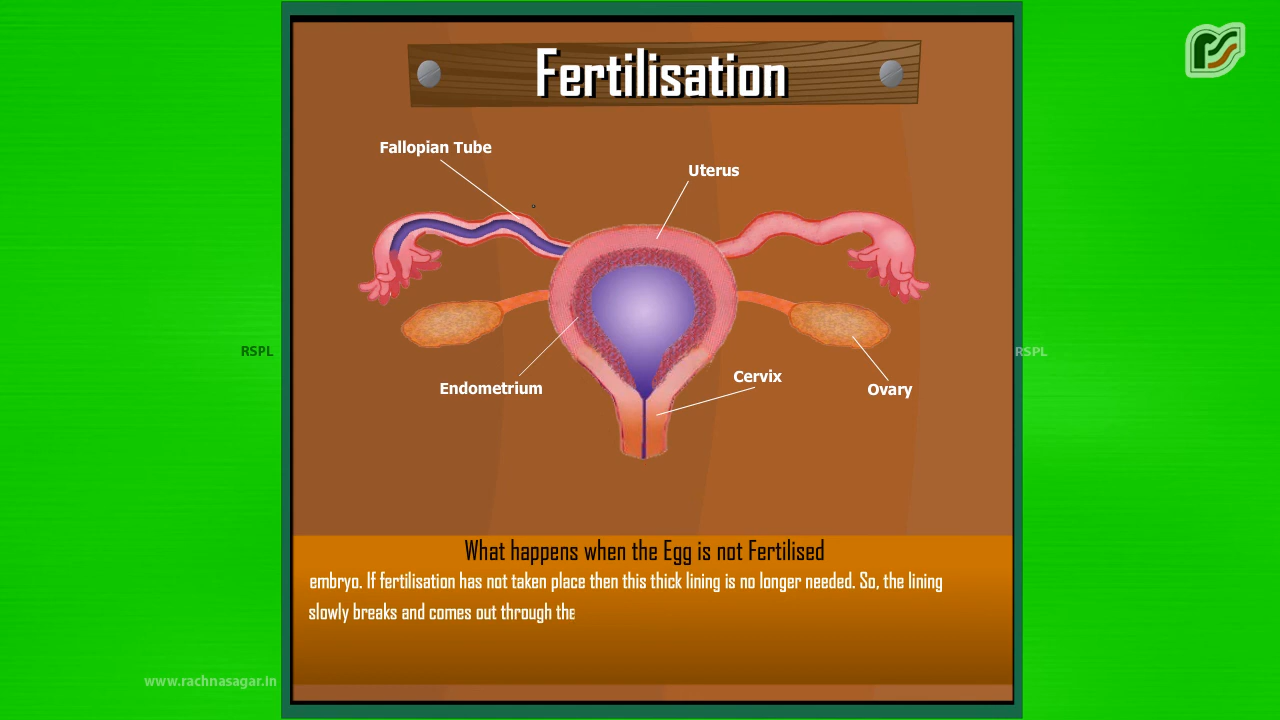 Fertilisation
Fallopian Tube
Uterus
RSPL
RSPL
Endometrium
Cervix
Ovary
What happens when the Egg is not Fertilised
embryo. If fertilisation has not taken place then this thick lining is no longer needed. So, the lining
slowly breaks and comes out through the
www.rachnasagar.in